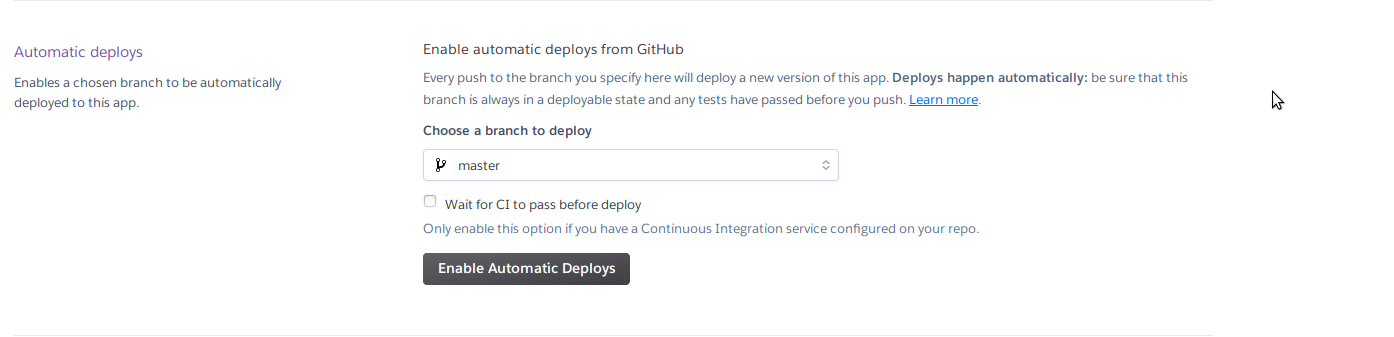 Automatic deploys
Enables a chosen branch to be automatically
deployed to this app.
Enable automatic deploys from GitHub
Every push to the branch you specify here will deploy a new version of this app. Deploys happen automatically: be sure that this
branch is always in a deployable state and any tests have passed before you push. Learn more.
Choose a branch to deploy
master
Wait for CI to pass before deploy
Only enable this option if you have a Continuous Integration service configured on your repo.
Enable Automatic Deploys